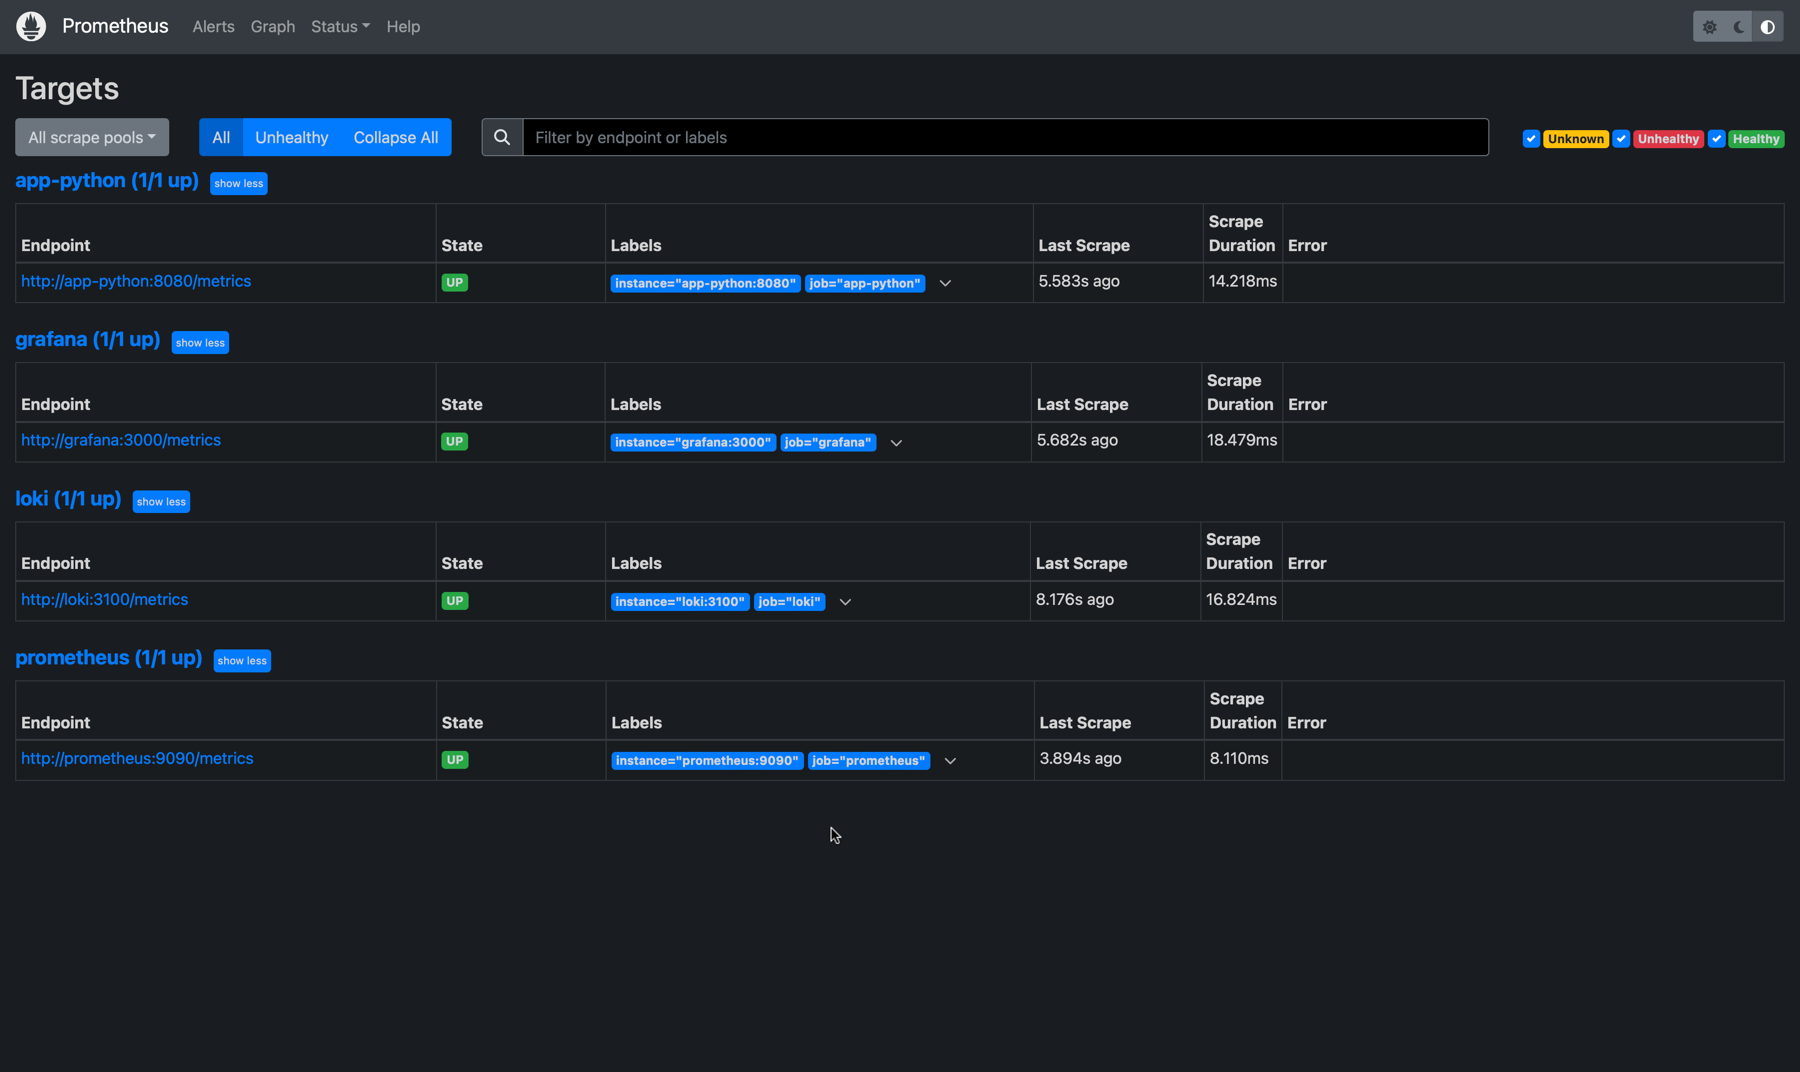 Prometheus Alerts Graph Status Help
Targets
All scrape pools All Unhealthy Collapse All Filter by endpoint or labels Unknown Unhealthy Healthy
app-python (1/1 up) show less
Endpoint State Labels Last Scrape Scrape Duration Error
http://app-python:8080/metrics UP instance="app-python:8080" job="app-python" 5.583s ago 14.218ms
grafana (1/1 up) show less
Endpoint State Labels Last Scrape Scrape Duration Error
http://grafana:3000/metrics UP instance="grafana:3000" job="grafana" 5.682s ago 18.479ms
loki (1/1 up) show less
Endpoint State Labels Last Scrape Scrape Duration Error
http://loki:3100/metrics UP instance="loki:3100" job="loki" 8.176s ago 16.824ms
prometheus (1/1 up) show less
Endpoint State Labels Last Scrape Scrape Duration Error
http://prometheus:9090/metrics UP instance="prometheus:9090" job="prometheus" 3.894s ago 8.110ms